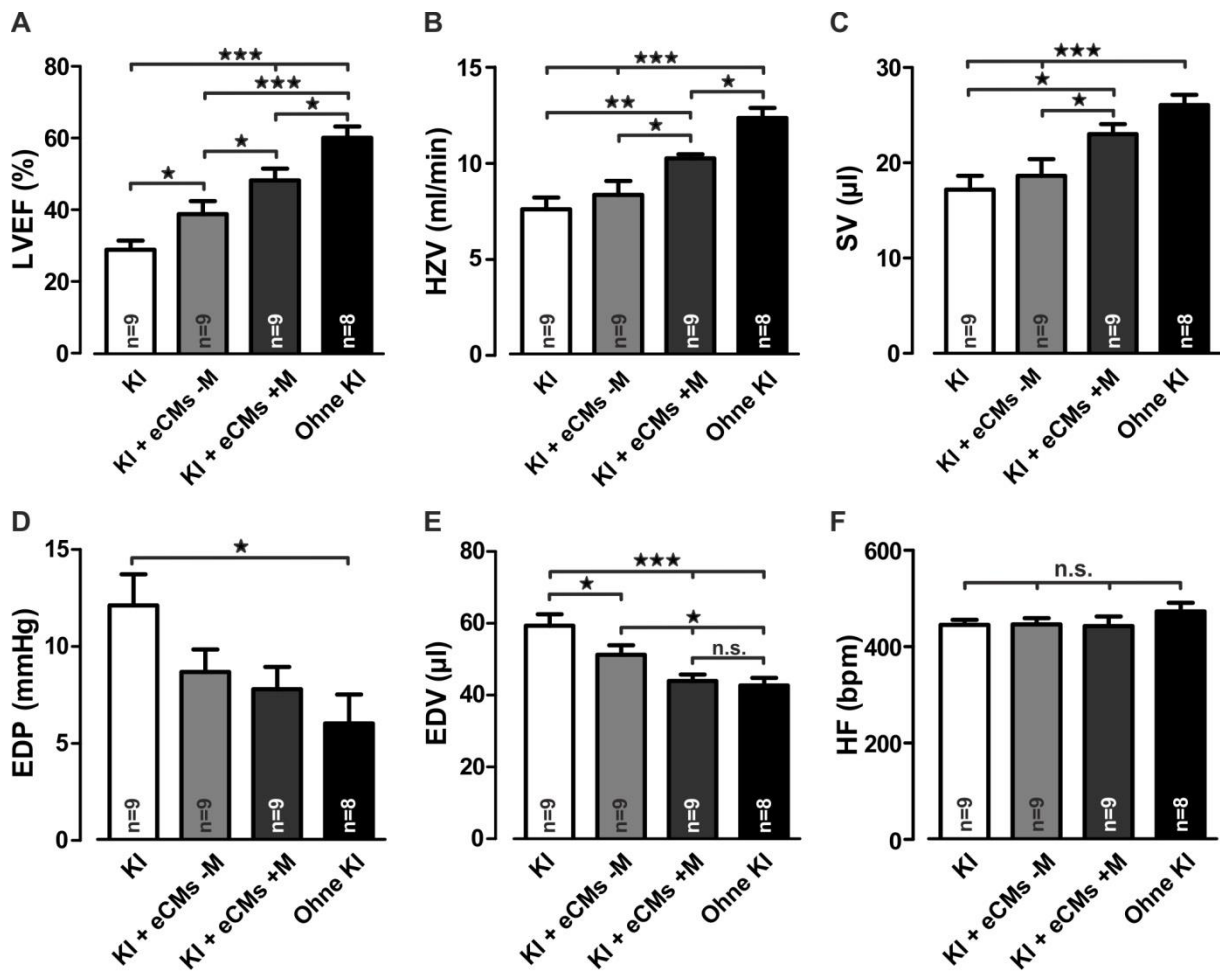 A
LVEF (%)
80
60
40
20
0
★★★
★★★
★
★
★
n=9
n=9
n=9
n=8
KI
KI + eCMs -M
KI + eCMs +M
Ohne KI
B
HZV (ml/min)
15
10
5
0
★★★
★
★★
★
n=9
n=9
n=9
n=8
KI
KI + eCMs -M
KI + eCMs +M
Ohne KI
C
SV (µl)
30
20
10
0
★★★
★
★
n=9
n=9
n=9
n=8
KI
KI + eCMs -M
KI + eCMs +M
Ohne KI
D
EDP (mmHg)
15
10
5
0
★
n=9
n=9
n=9
n=8
KI
KI + eCMs -M
KI + eCMs +M
Ohne KI
E
EDV (µl)
80
60
40
20
0
★★★
★
★
n.s.
n=9
n=9
n=9
n=8
KI
KI + eCMs -M
KI + eCMs +M
Ohne KI
F
HF (bpm)
600
400
200
0
n.s.
n=9
n=9
n=9
n=8
KI
KI + eCMs -M
KI + eCMs +M
Ohne KI